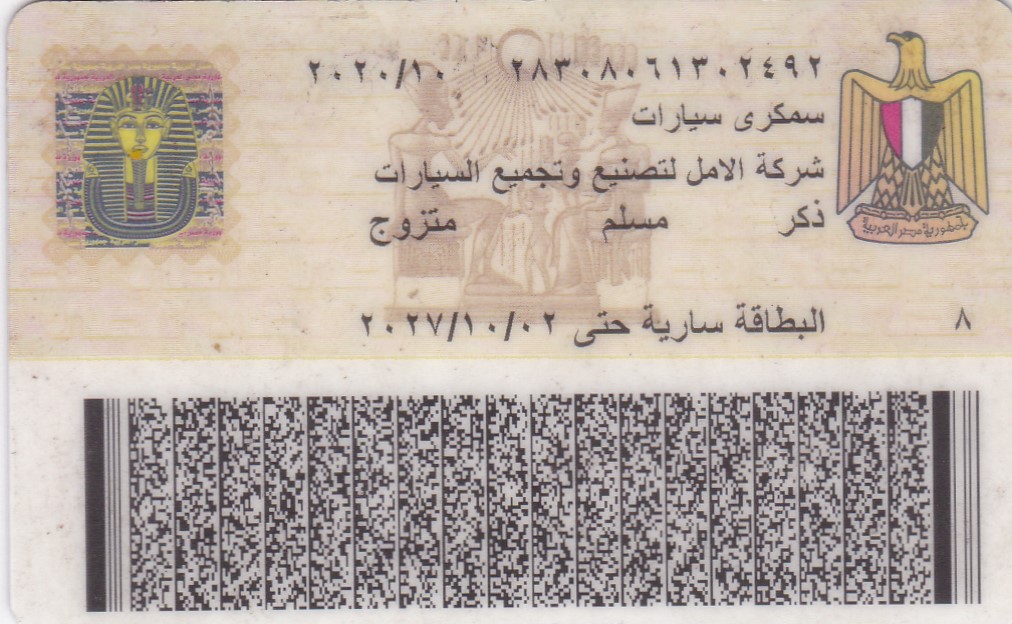 ٢٨٣٠٨٠٦١٣٠٢٤٩٢ ٢٠٢٠/١٠
سمكرى سيارات
شركة الامل لتصنيع وتجميع السيارات
ذكر مسلم متزوج
جمهورية مصر العربية
٨ البطاقة سارية حتى ٢٠٢٧/١٠/٠٢